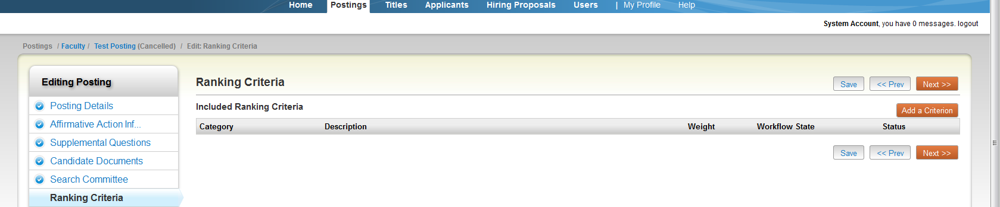 Home Postings Titles Applicants Hiring Proposals Users | My Profile Help
System Account, you have 0 messages. logout
Postings / Faculty / Test Posting (Cancelled) / Edit: Ranking Criteria
Editing Posting
Posting Details
Affirmative Action Inf...
Supplemental Questions
Candidate Documents
Search Committee
Ranking Criteria
Ranking Criteria
Save << Prev Next >>
Included Ranking Criteria
Add a Criterion
Category Description Weight Workflow State Status
Save << Prev Next >>